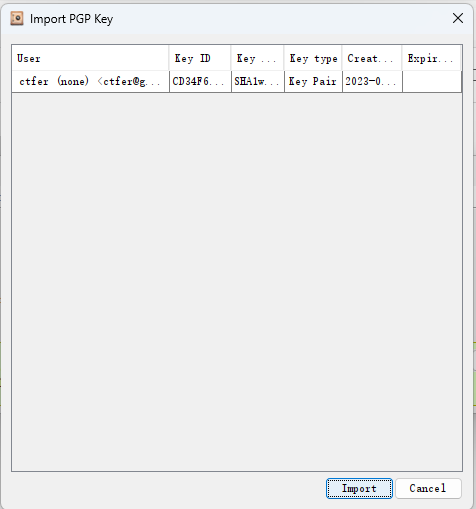 Import PGP Key
User Key ID Key ... Key type Creat... Expir...
ctfer (none) <ctfer@g... CD34F6... SHA1w... Key Pair 2023-0...
Import Cancel